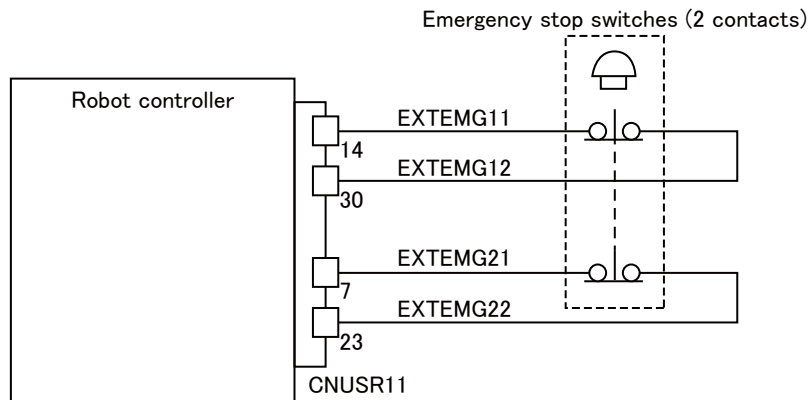 Emergency stop switches (2 contacts)
Robot controller
EXTEMG11
14
EXTEMG12
30
EXTEMG21
7
EXTEMG22
23
CNUSR11